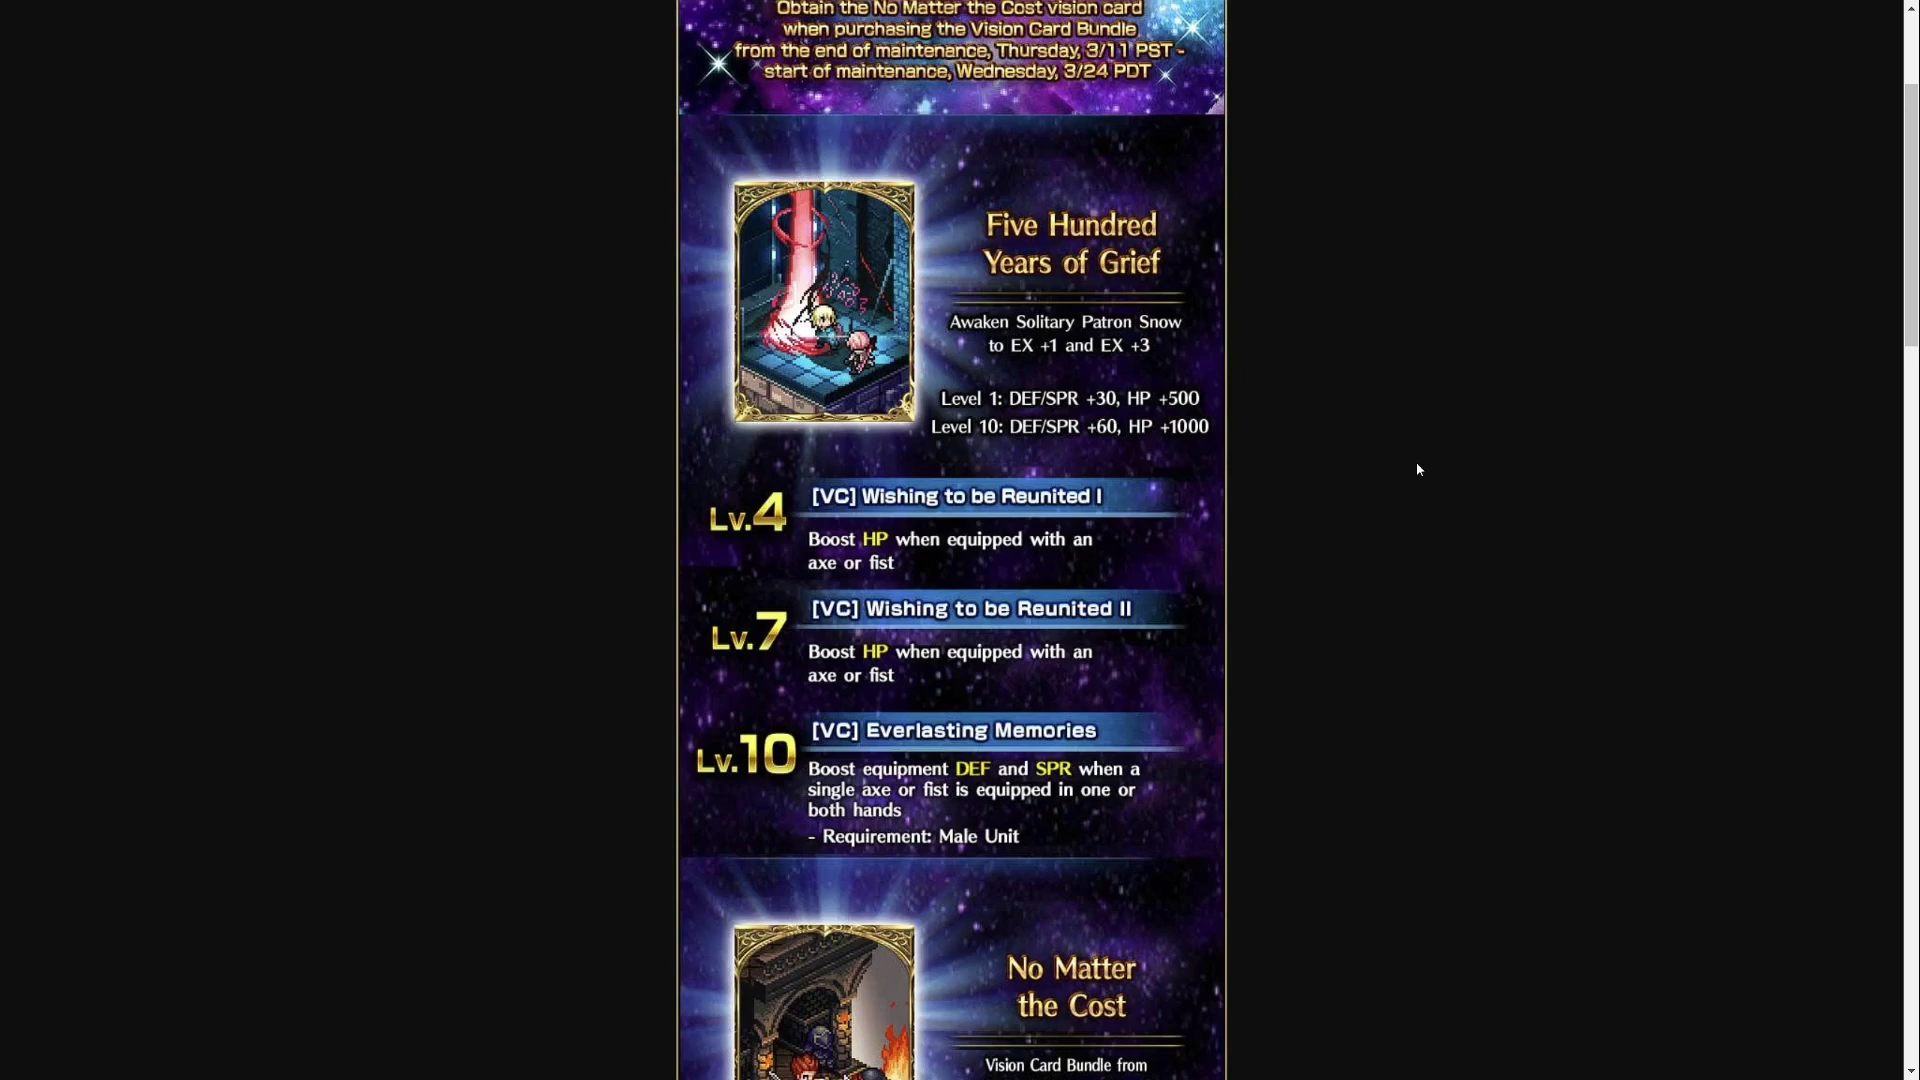 Obtain the No Matter the Cost vision card
when purchasing the Vision Card Bundle
from the end of maintenance, Thursday, 3/11 PST -
start of maintenance, Wednesday, 3/24 PDT
Five Hundred
Years of Grief
Awaken Solitary Patron Snow
to EX +1 and EX +3
Level 1: DEF/SPR +30, HP +500
Level 10: DEF/SPR +60, HP +1000
Lv.4
[VC] Wishing to be Reunited I
Boost HP when equipped with an
axe or fist
Lv.7
[VC] Wishing to be Reunited II
Boost HP when equipped with an
axe or fist
Lv.10
[VC] Everlasting Memories
Boost equipment DEF and SPR when a
single axe or fist is equipped in one or
both hands
- Requirement: Male Unit
No Matter
the Cost
Vision Card Bundle from